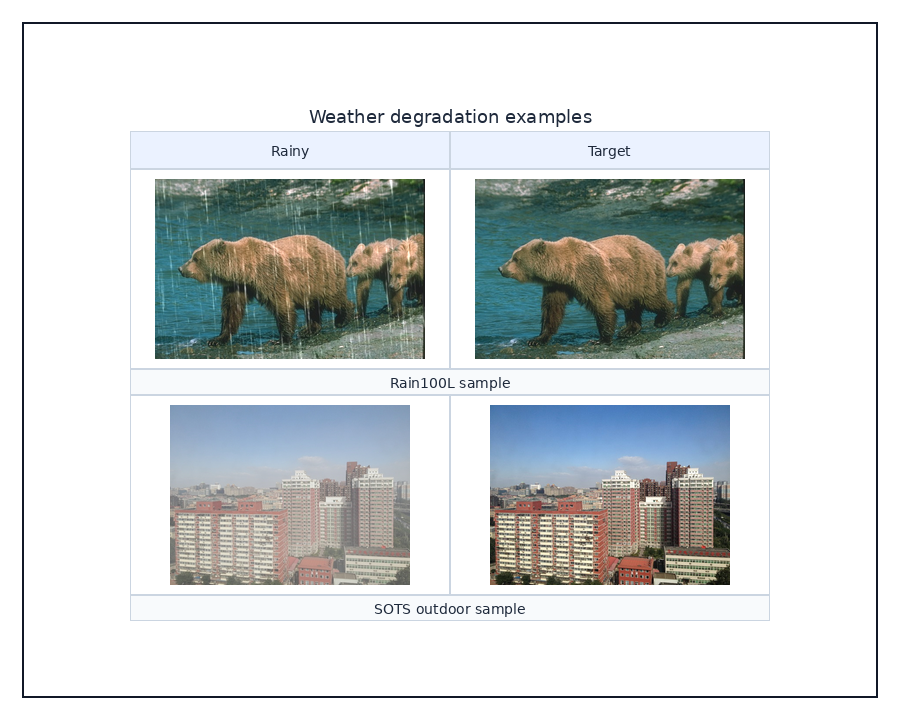 Weather degradation examples
Rainy
Target
Rain100L sample
SOTS outdoor sample